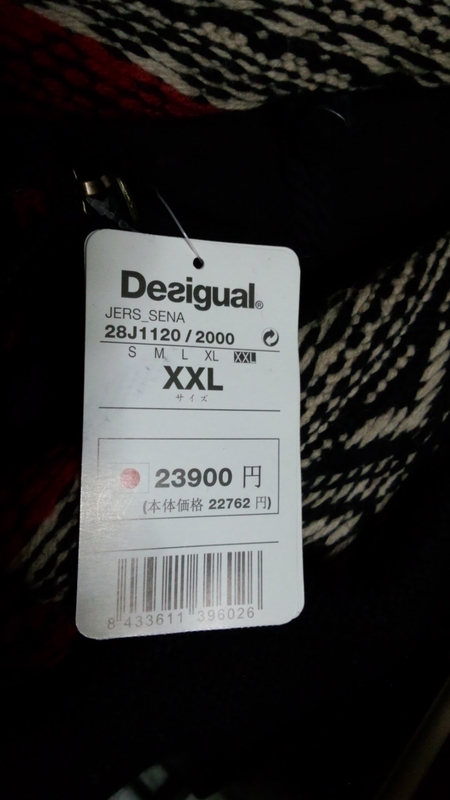 Desigual®
JERS_SENA
28J1120/2000
S M L XL XXL
XXL
サイズ
23900 円
(本体価格 22762 円)
8 433611 396026